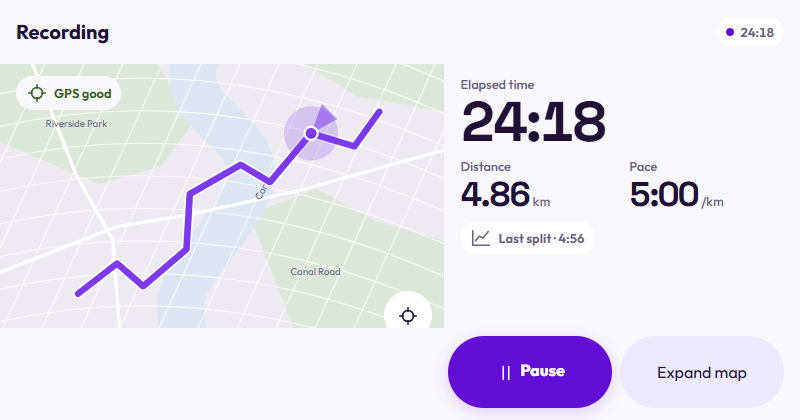 Recording
24:18
GPS good
Riverside Park
Canal Road
Elapsed time
24:18
Distance
4.86 km
Pace
5:00 /km
Last split · 4:56
Pause
Expand map